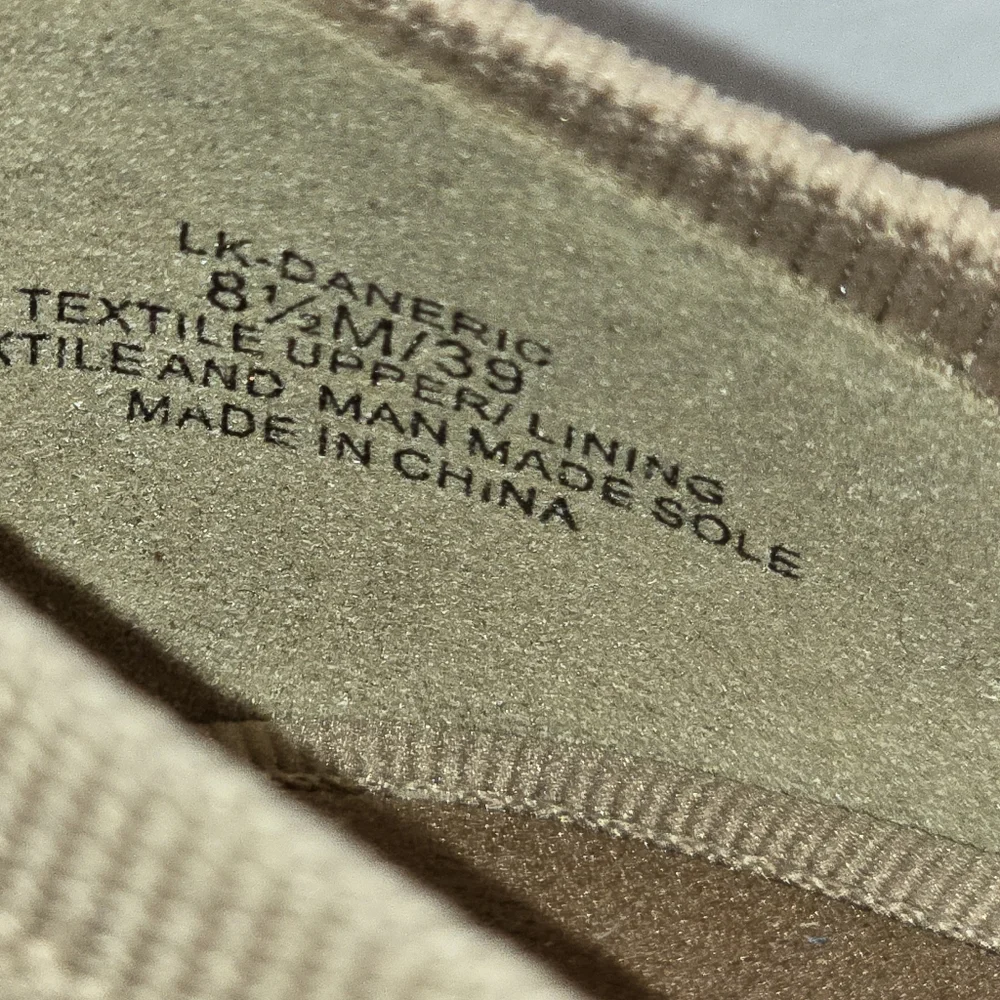 LK-DANERIC
8½M/39
TEXTILE UPPER/ LINING
XTILE AND MAN MADE SOLE
MADE IN CHINA